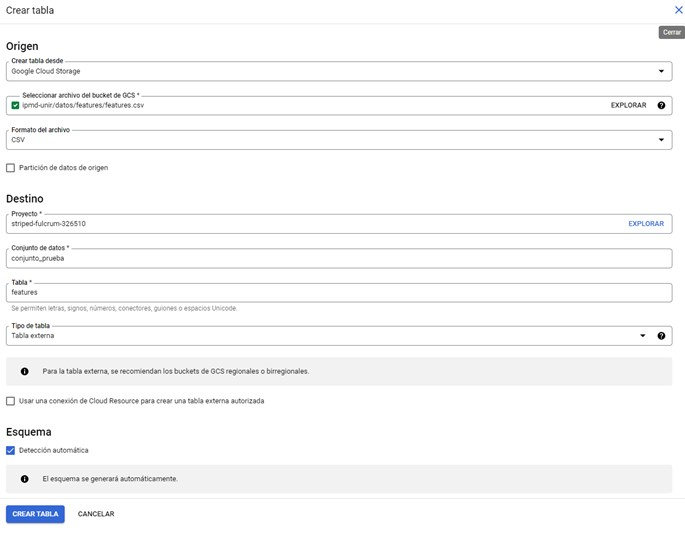 Crear tabla
Cerrar
Origen
Crear tabla desde
Google Cloud Storage
Seleccionar archivo del bucket de GCS *
ipmd-unir/datos/features/features.csv
EXPLORAR
Formato del archivo
CSV
Partición de datos de origen
Destino
Proyecto *
striped-fulcrum-326510
EXPLORAR
Conjunto de datos *
conjunto_prueba
Tabla *
features
Se permiten letras, signos, números, conectores, guiones o espacios Unicode.
Tipo de tabla
Tabla externa
Para la tabla externa, se recomiendan los buckets de GCS regionales o birregionales.
Usar una conexión de Cloud Resource para crear una tabla externa autorizada
Esquema
Detección automática
El esquema se generará automáticamente.
CREAR TABLA
CANCELAR